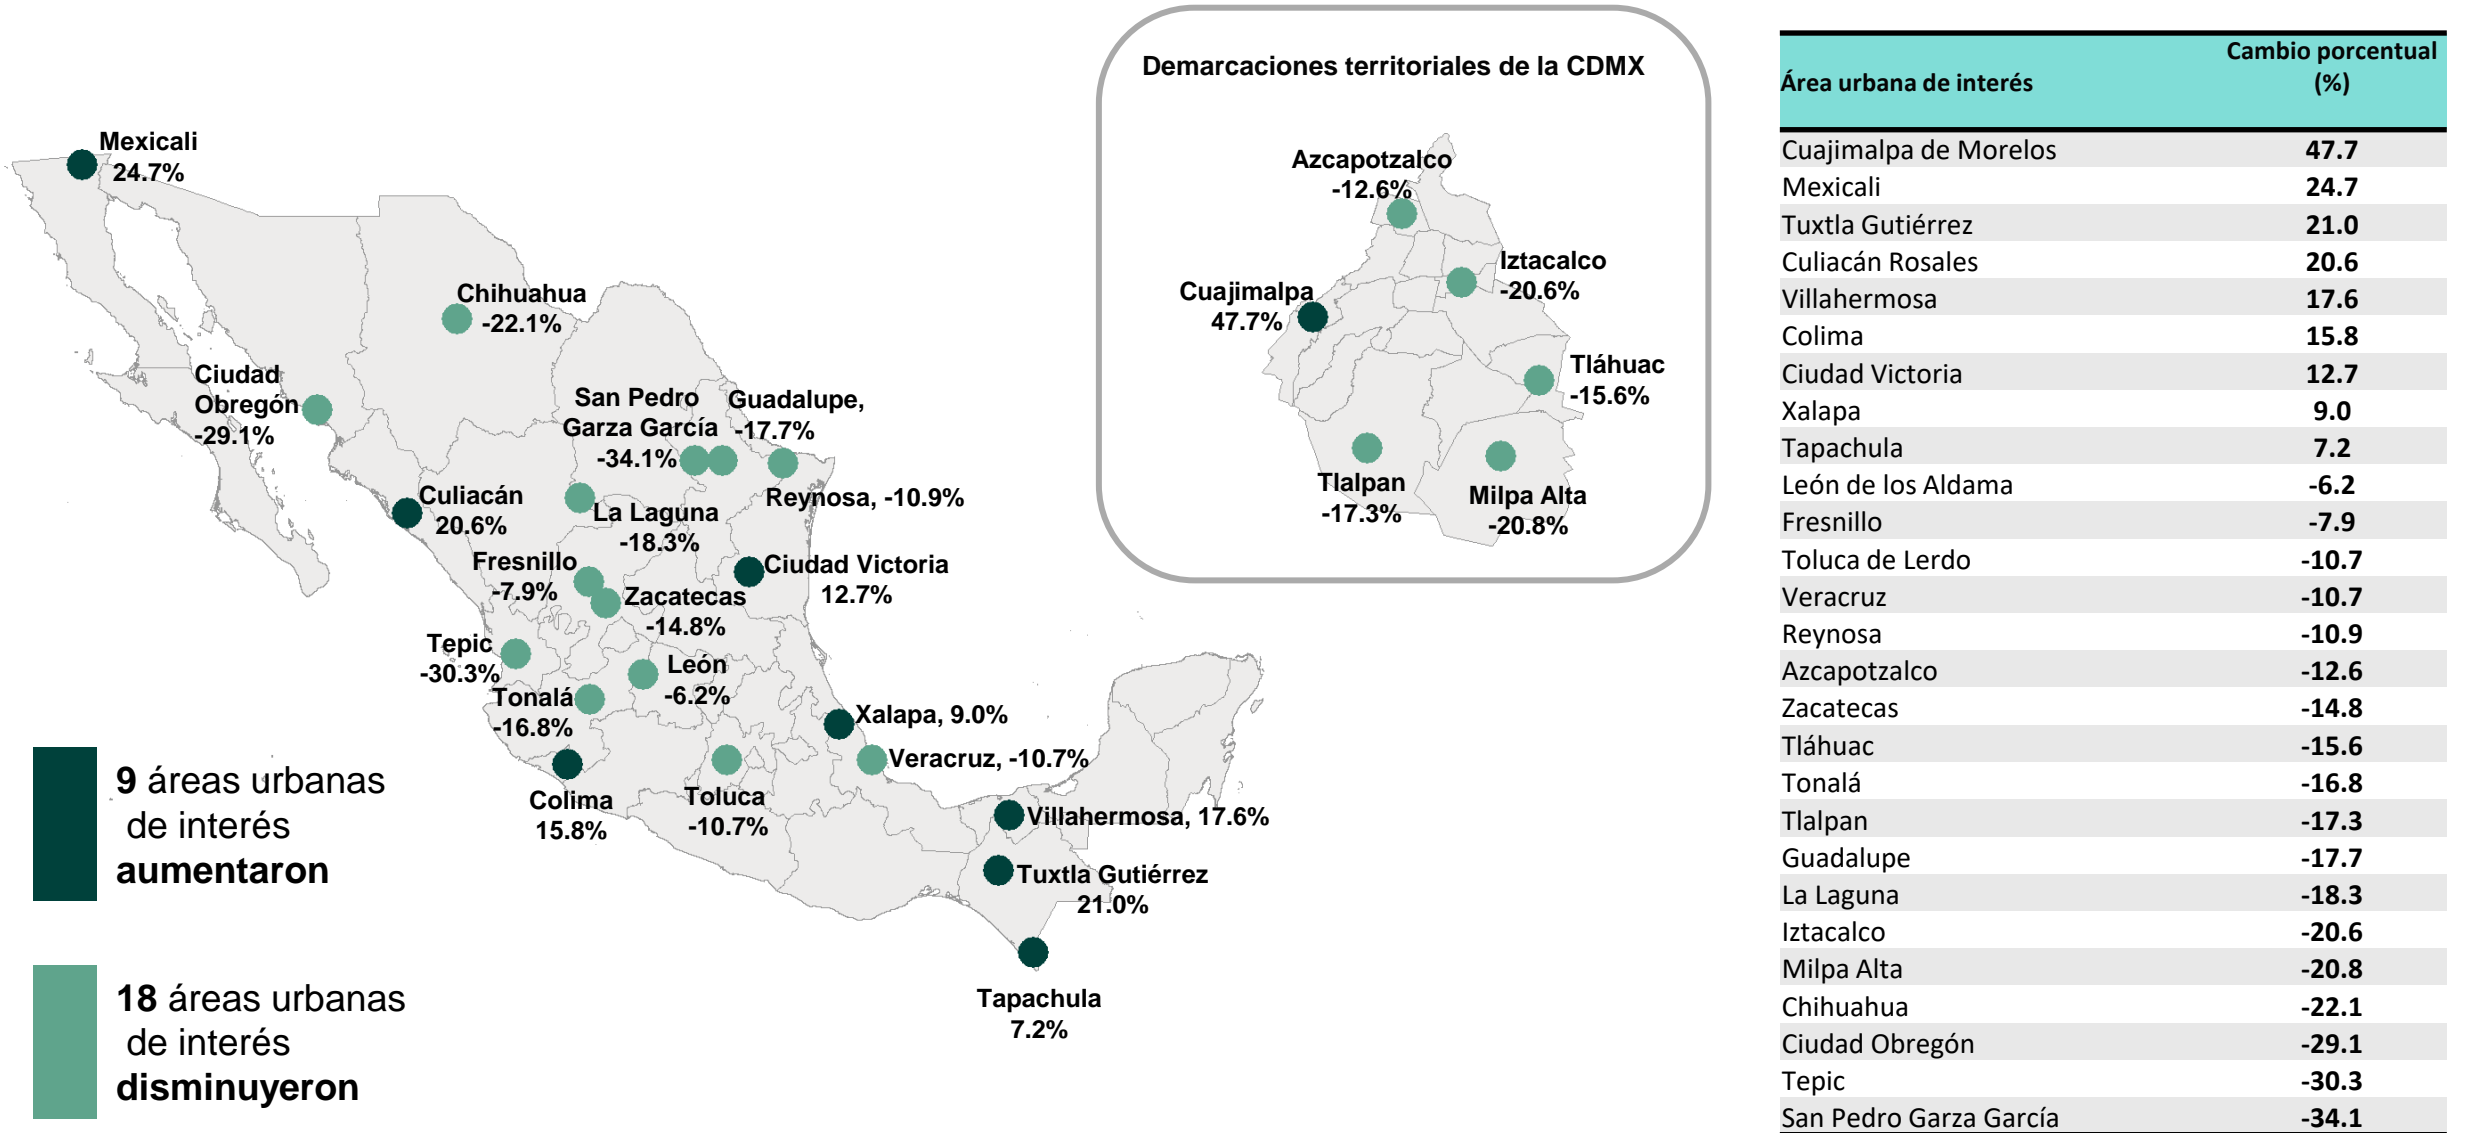 Mexicali
24.7%
Chihuahua
-22.1%
Ciudad
Obregón
-29.1%
San Pedro
Garza García
-34.1%
Guadalupe,
-17.7%
Reynosa, -10.9%
Culiacán
20.6%
La Laguna
-18.3%
Fresnillo
-7.9%
Zacatecas
-14.8%
Ciudad Victoria
12.7%
Tepic
-30.3%
León
-6.2%
Tonalá
-16.8%
Xalapa, 9.0%
Veracruz, -10.7%
Colima
15.8%
Toluca
-10.7%
Villahermosa, 17.6%
Tuxtla Gutiérrez
21.0%
Tapachula
7.2%
9 áreas urbanas
de interés
aumentaron
18 áreas urbanas
de interés
disminuyeron
Demarcaciones territoriales de la CDMX
Azcapotzalco
-12.6%
Iztacalco
-20.6%
Cuajimalpa
47.7%
Tláhuac
-15.6%
Tlalpan
-17.3%
Milpa Alta
-20.8%
Área urbana de interés Cambio porcentual
(%)
Cuajimalpa de Morelos 47.7
Mexicali 24.7
Tuxtla Gutiérrez 21.0
Culiacán Rosales 20.6
Villahermosa 17.6
Colima 15.8
Ciudad Victoria 12.7
Xalapa 9.0
Tapachula 7.2
León de los Aldama -6.2
Fresnillo -7.9
Toluca de Lerdo -10.7
Veracruz -10.7
Reynosa -10.9
Azcapotzalco -12.6
Zacatecas -14.8
Tláhuac -15.6
Tonalá -16.8
Tlalpan -17.3
Guadalupe -17.7
La Laguna -18.3
Iztacalco -20.6
Milpa Alta -20.8
Chihuahua -22.1
Ciudad Obregón -29.1
Tepic -30.3
San Pedro Garza García -34.1